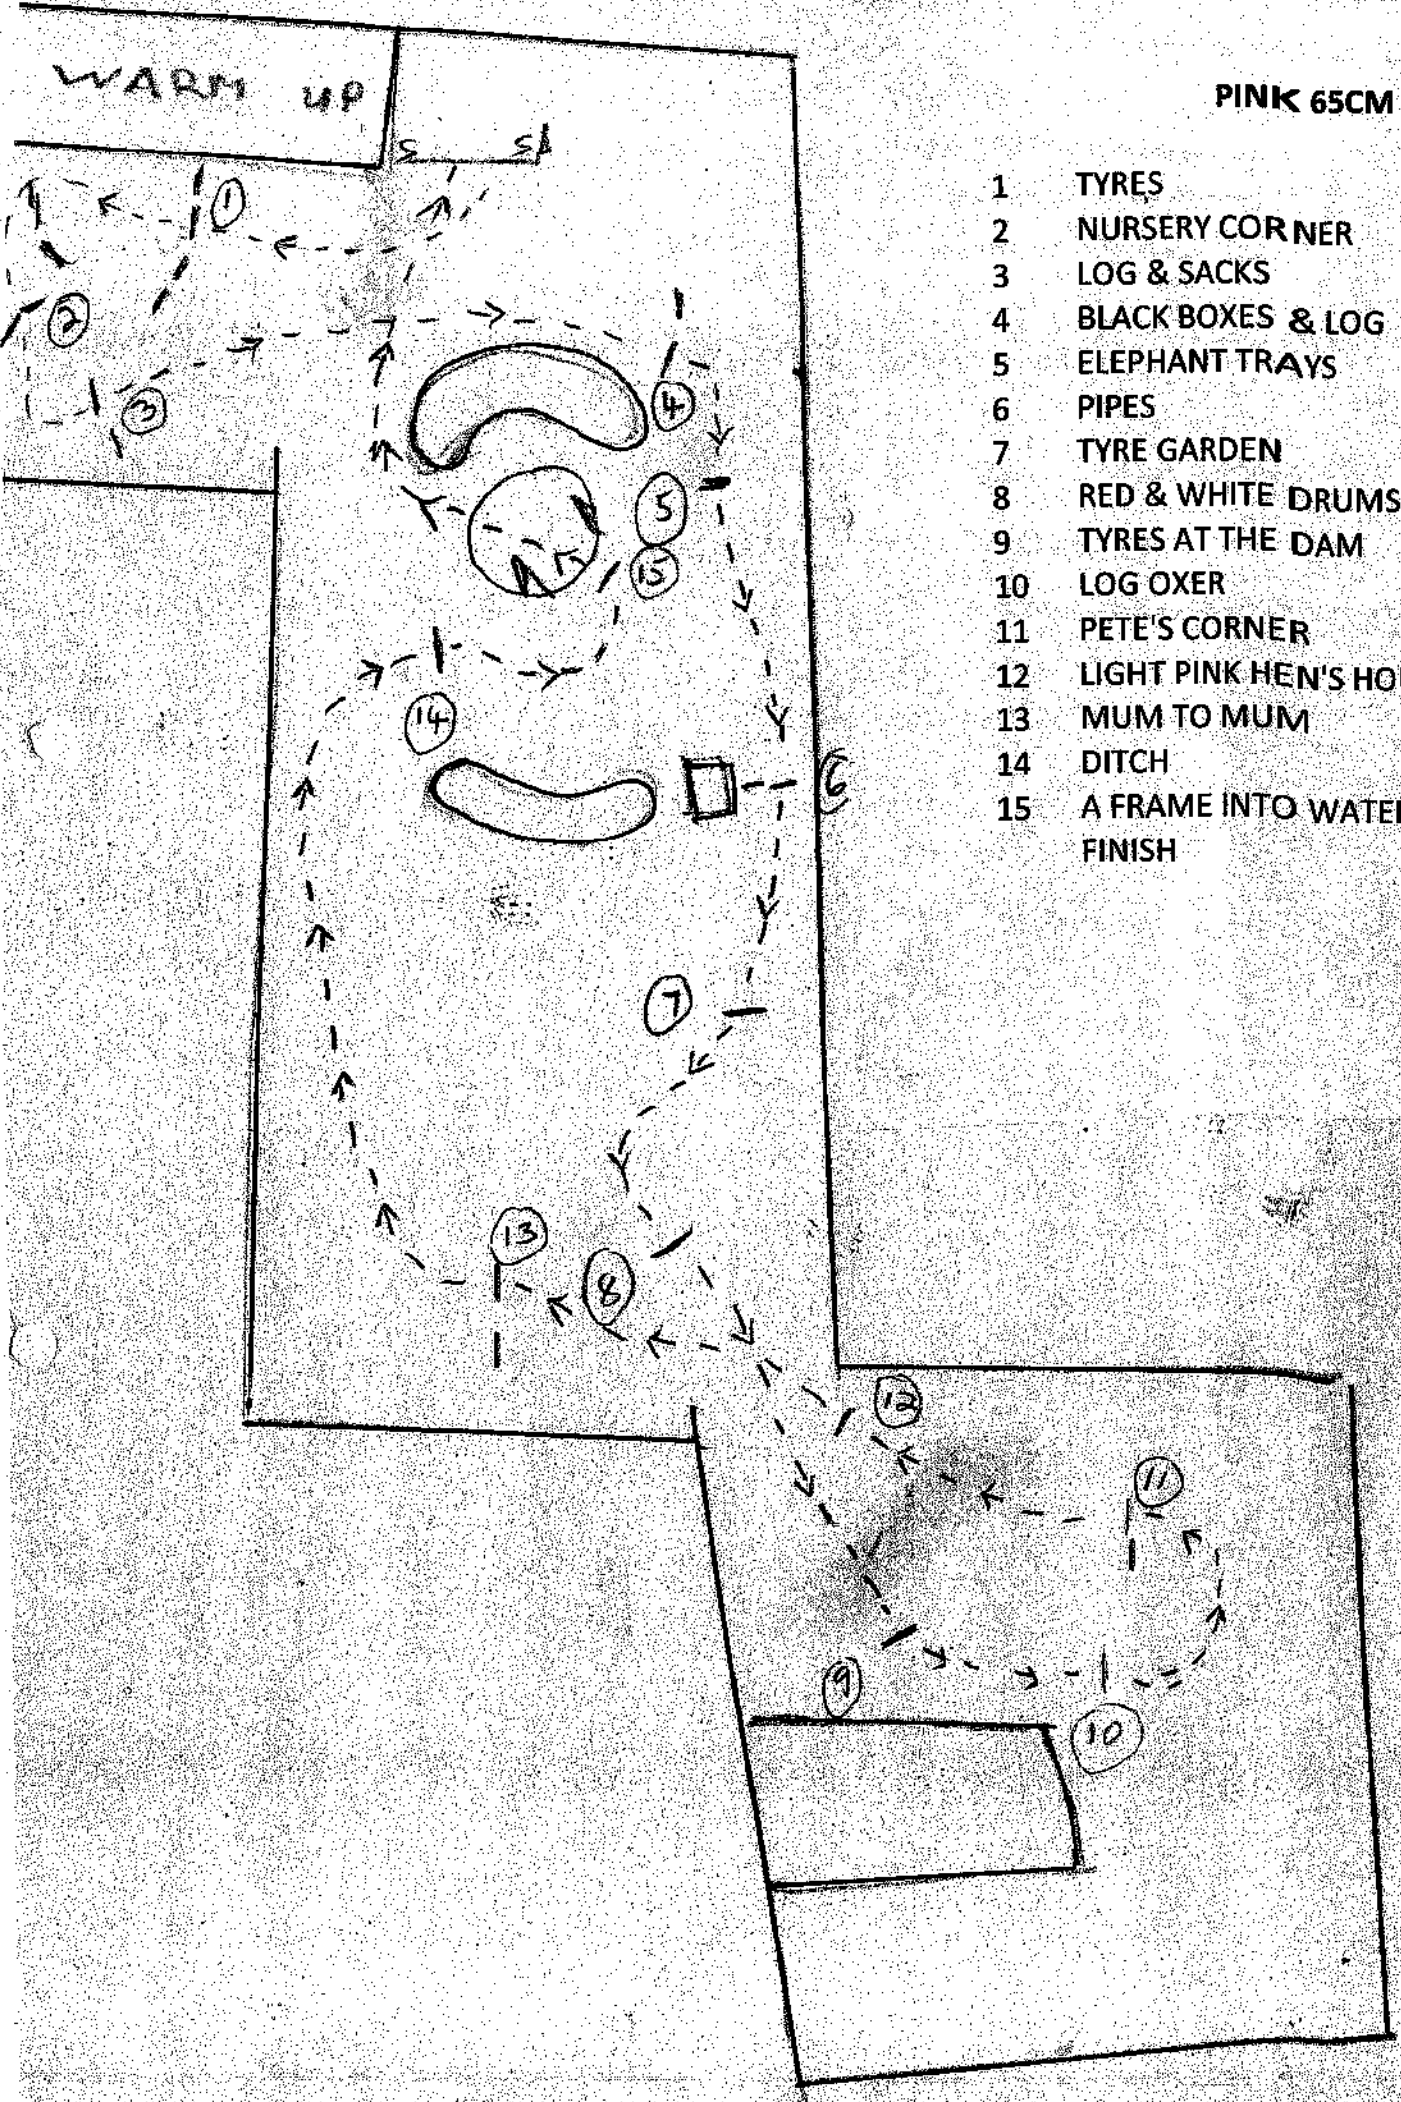 WARM UP
S SA
PINK 65CM
1 TYRES
2 NURSERY CORNER
3 LOG & SACKS
4 BLACK BOXES & LOG
5 ELEPHANT TRAYS
6 PIPES
7 TYRE GARDEN
8 RED & WHITE DRUMS
9 TYRES AT THE DAM
10 LOG OXER
11 PETE'S CORNER
12 LIGHT PINK HEN'S HO
13 MUM TO MUM
14 DITCH
15 A FRAME INTO WATER
FINISH
1
2
3
4
5
15
14
6
7
13
8
12
11
9
10